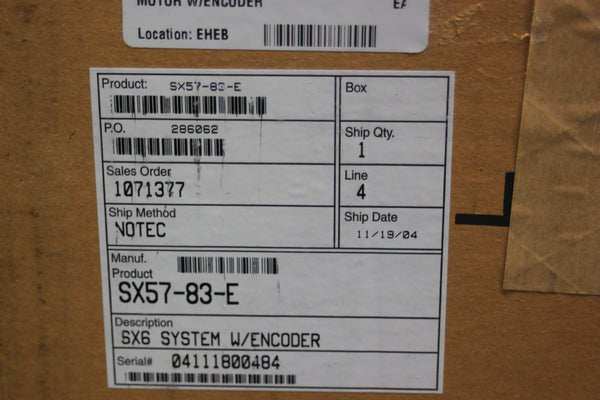 MOTOR W/ENCODER
Location: EHEB
Product: SX57-83-E
Box
P.O. 286062
Ship Qty.
1
Sales Order
1071377
Line
4
Ship Method
NOTEC
Ship Date
11/19/04
Manuf.
Product
SX57-83-E
Description
SX6 SYSTEM W/ENCODER
Serial# 04111800484